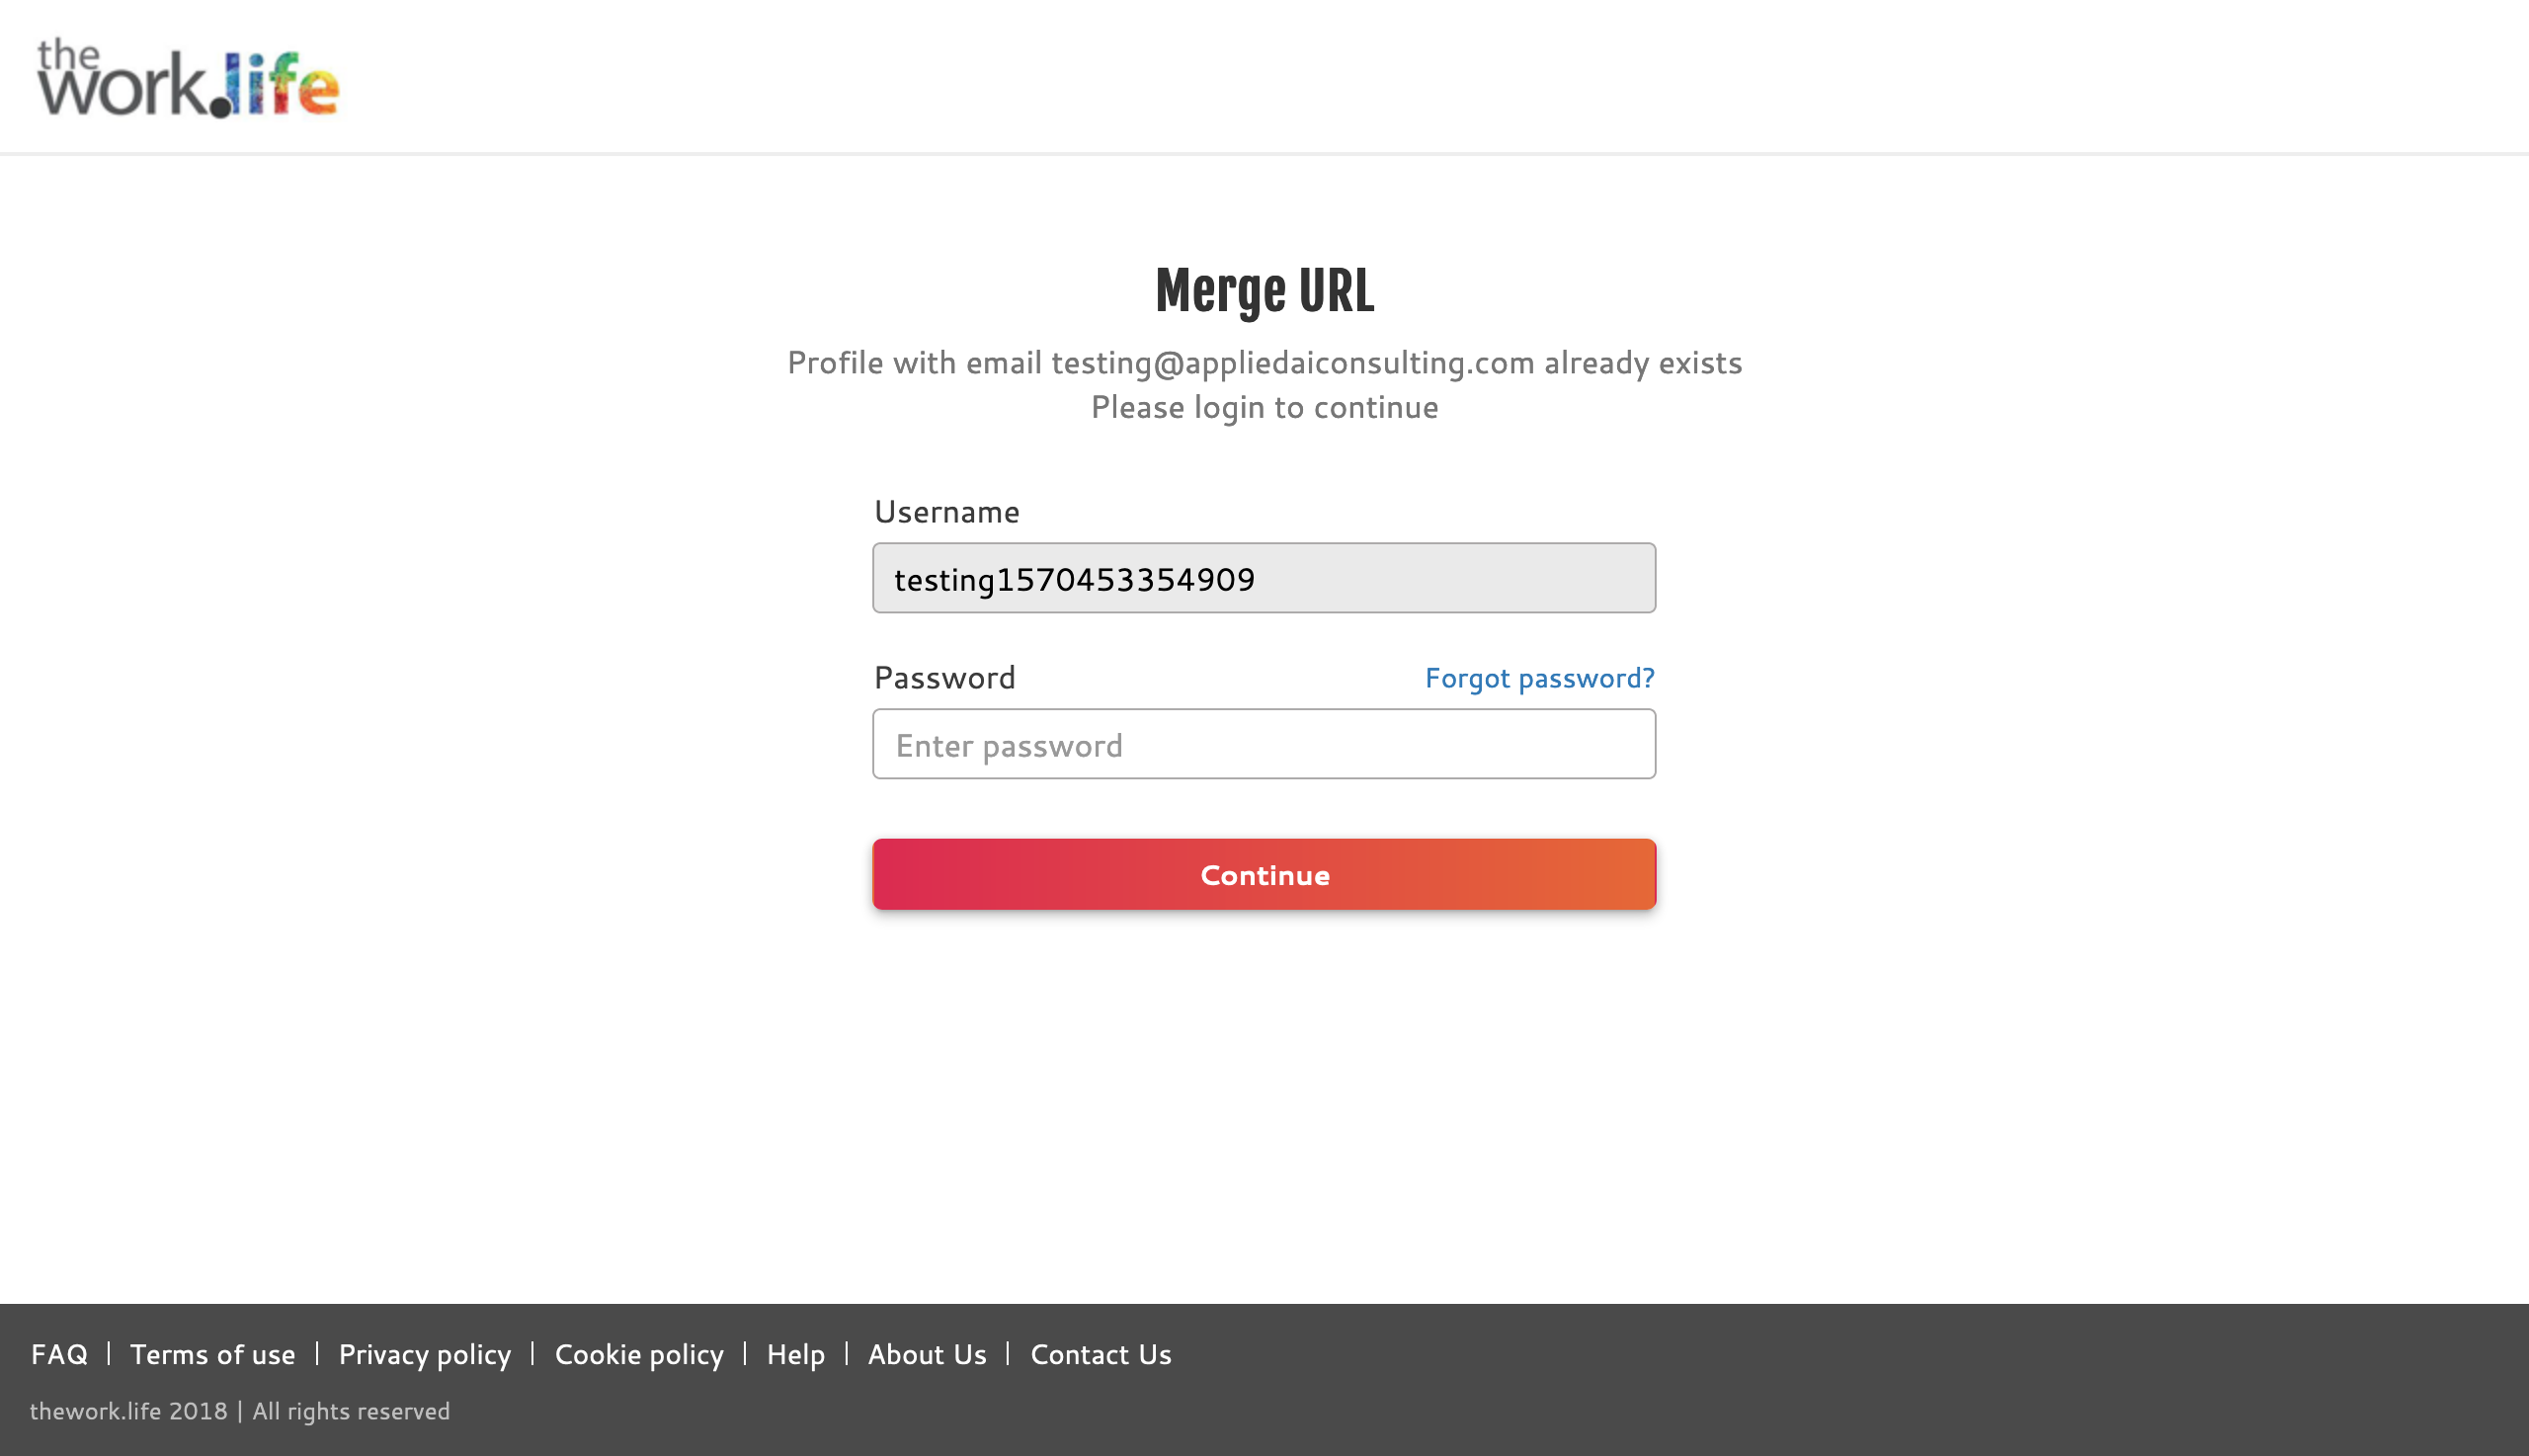 the
work.life
Merge URL
Profile with email testing@appliedaiconsulting.com already exists
Please login to continue
Username
testing1570453354909
Password
Forgot password?
Enter password
Continue
FAQ | Terms of use | Privacy policy | Cookie policy | Help | About Us | Contact Us
thework.life 2018 | All rights reserved